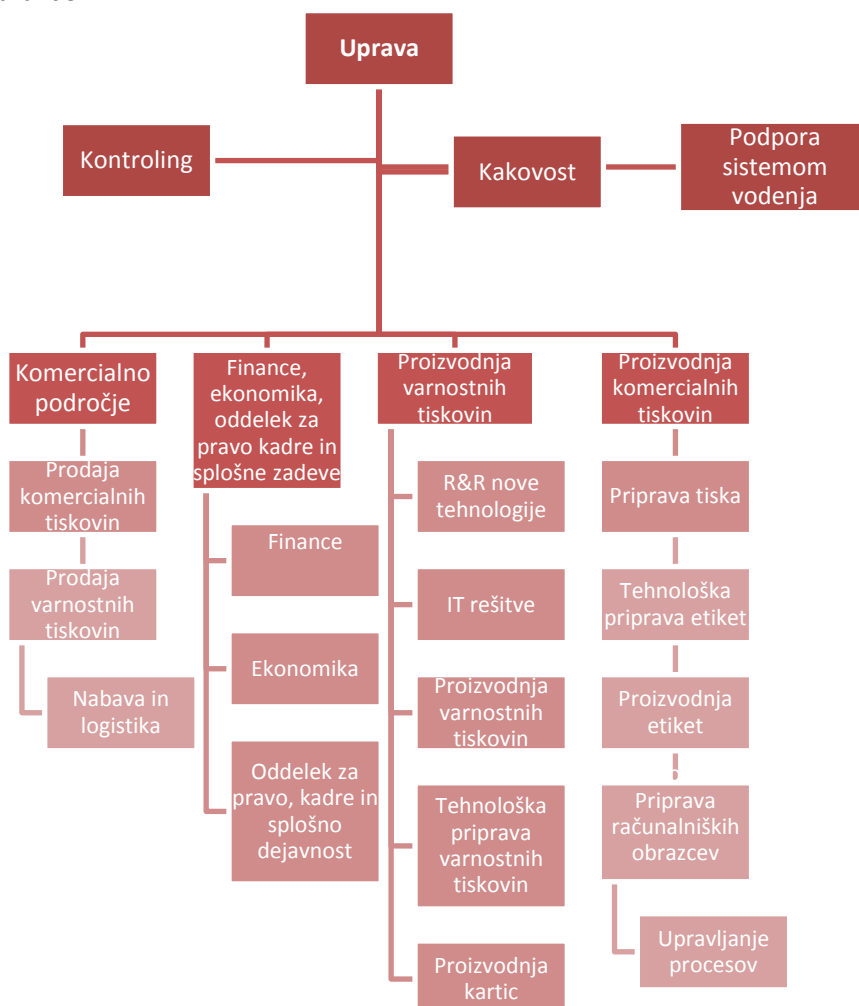 Uprava
Kontroling
Kakovost
Podpora
sistemom
vodenja
Komercialno
področje
Prodaja
komercialnih
tiskovin
Prodaja
varnostnih
tiskovin
Nabava in
logistika
Finance,
ekonomika,
oddelek za
pravo kadre in
splošne zadeve
Finance
Ekonomika
Oddelek za
pravo, kadre in
splošno
dejavnost
Proizvodnja
varnostnih
tiskovin
R&R nove
tehnologije
IT rešitve
Proizvodnja
varnostnih
tiskovin
Tehnološka
priprava
varnostnih
tiskovin
Proizvodnja
kartic
Proizvodnja
komercialnih
tiskovin
Priprava tiska
Tehnološka
priprava etiket
Proizvodnja
etiket
Priprava
računalniških
obrazcev
Upravljanje
procesov